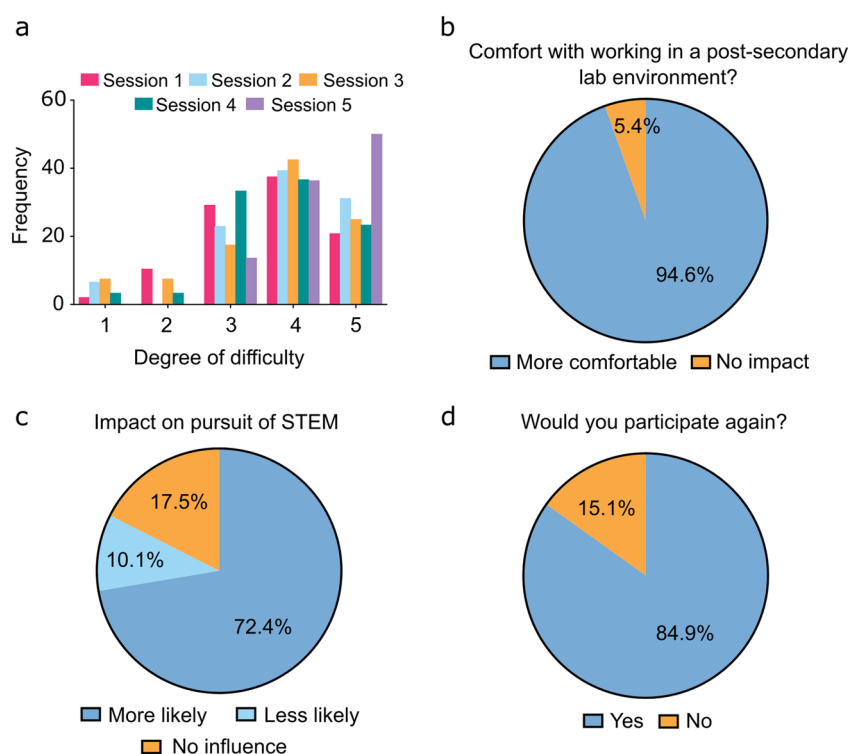 a
Session 1 Session 2 Session 3
Session 4 Session 5
60
40
20
0
Frequency
1 2 3 4 5
Degree of difficulty
b
Comfort with working in a post-secondary
lab environment?
5.4%
94.6%
More comfortable No impact
c
Impact on pursuit of STEM
17.5%
10.1%
72.4%
More likely Less likely
No influence
d
Would you participate again?
15.1%
84.9%
Yes No